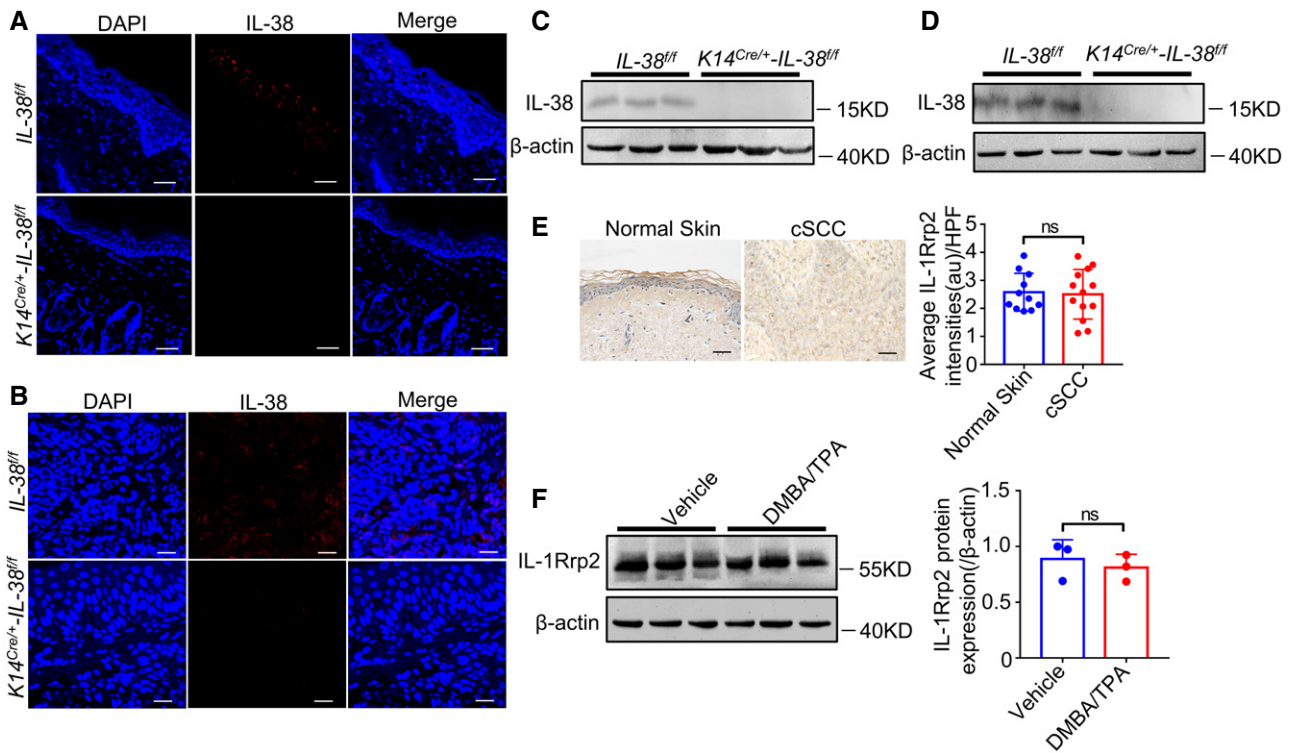 A
DAPI
IL-38
Merge
IL-38f/f
K14Cre/+-IL-38f/f
B
DAPI
IL-38
Merge
IL-38f/f
K14Cre/+-IL-38f/f
C
IL-38f/f
K14Cre/+-IL-38f/f
IL-38
15KD
β-actin
40KD
D
IL-38f/f
K14Cre/+-IL-38f/f
IL-38
15KD
β-actin
40KD
E
Normal Skin
cSCC
Average IL-1Rrp2
intensities(au)/HPF
5
4
3
2
1
0
ns
Normal Skin
cSCC
F
Vehicle
DMBA/TPA
IL-1Rrp2
55KD
β-actin
40KD
IL-1Rrp2 protein
expression(/β-actin)
1.5
1.0
0.5
0
ns
Vehicle
DMBA/TPA